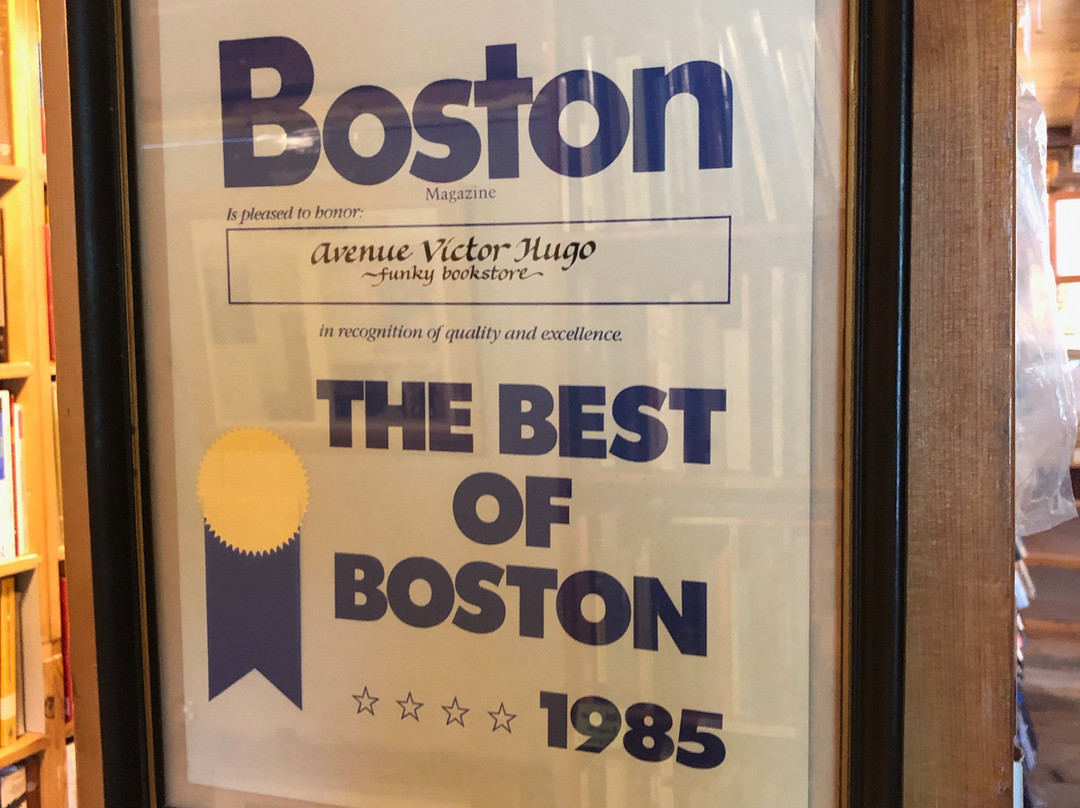 Boston
Magazine
Is pleased to honor:
Avenue Victor Hugo
~funky bookstore~
in recognition of quality and excellence.
THE BEST
OF
BOSTON
☆ ☆ ☆ ☆ 1985